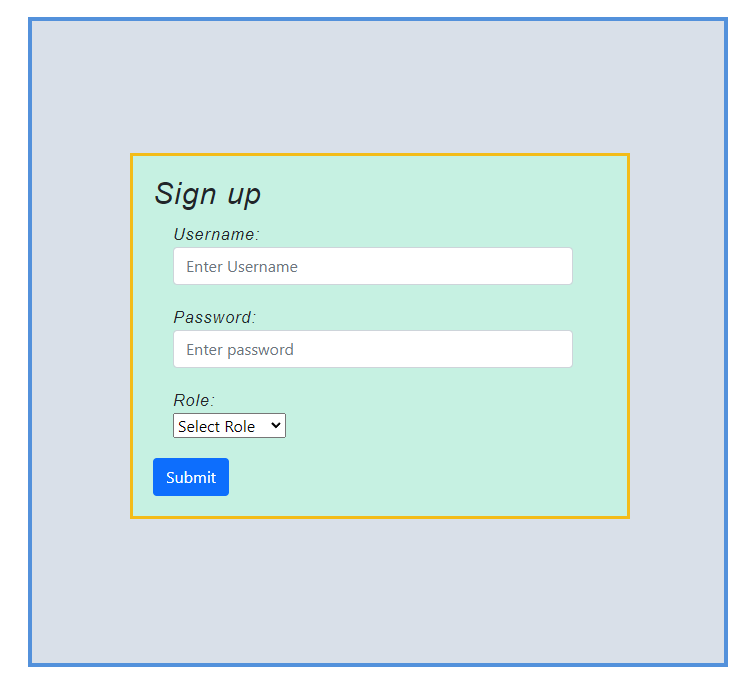 Sign up
Username:
Enter Username
Password:
Enter password
Role:
Select Role
Submit